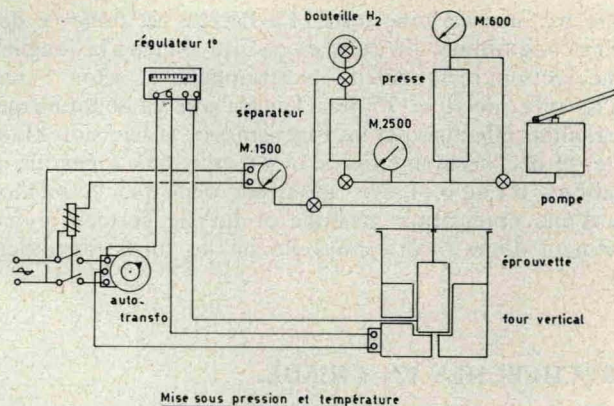 bouteille H2
M.600
régulateur t°
presse
séparateur
M.2500
M.1500
pompe
éprouvette
auto-
transfo
four vertical
Mise sous pression et température